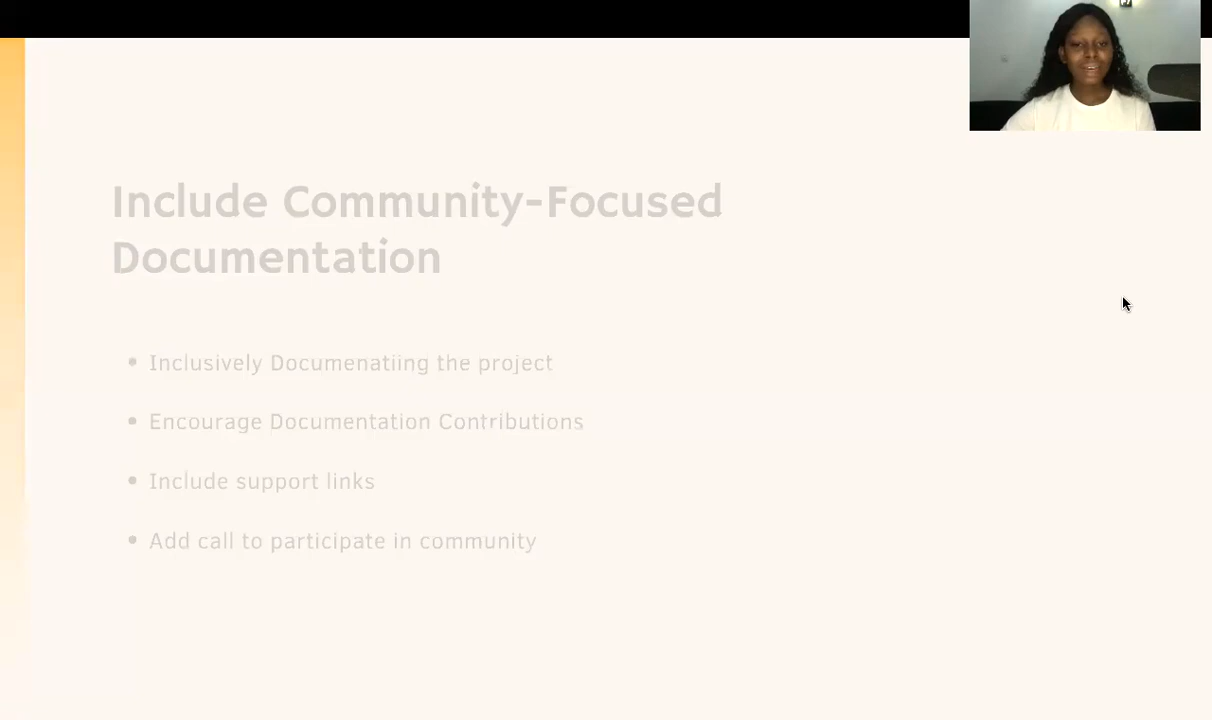 Include Community-Focused
Documentation
• Inclusively Documenatiing the project
• Encourage Documentation Contributions
• Include support links
• Add call to participate in community